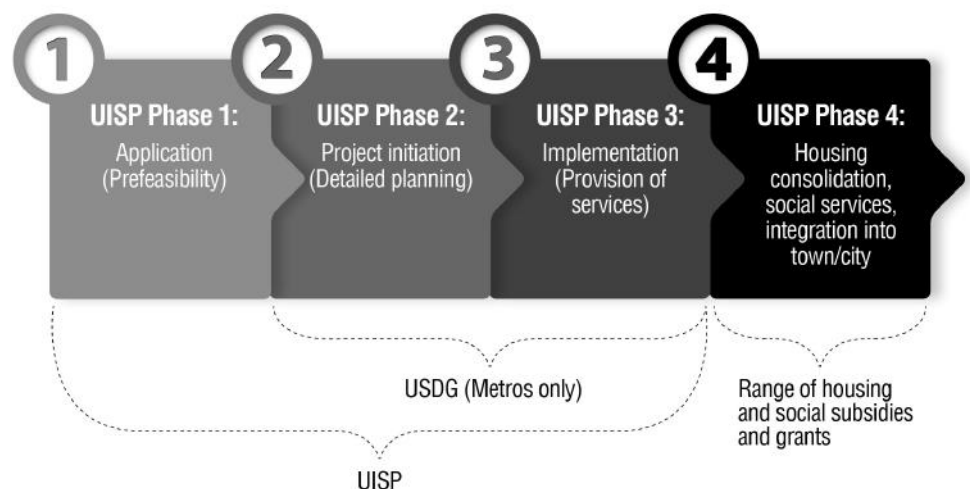 1
UISP Phase 1:
Application
(Prefeasibility)
2
UISP Phase 2:
Project initiation
(Detailed planning)
3
UISP Phase 3:
Implementation
(Provision of
services)
4
UISP Phase 4:
Housing
consolidation,
social services,
integration into
town/city
USDG (Metros only)
Range of housing
and social subsidies
and grants
UISP